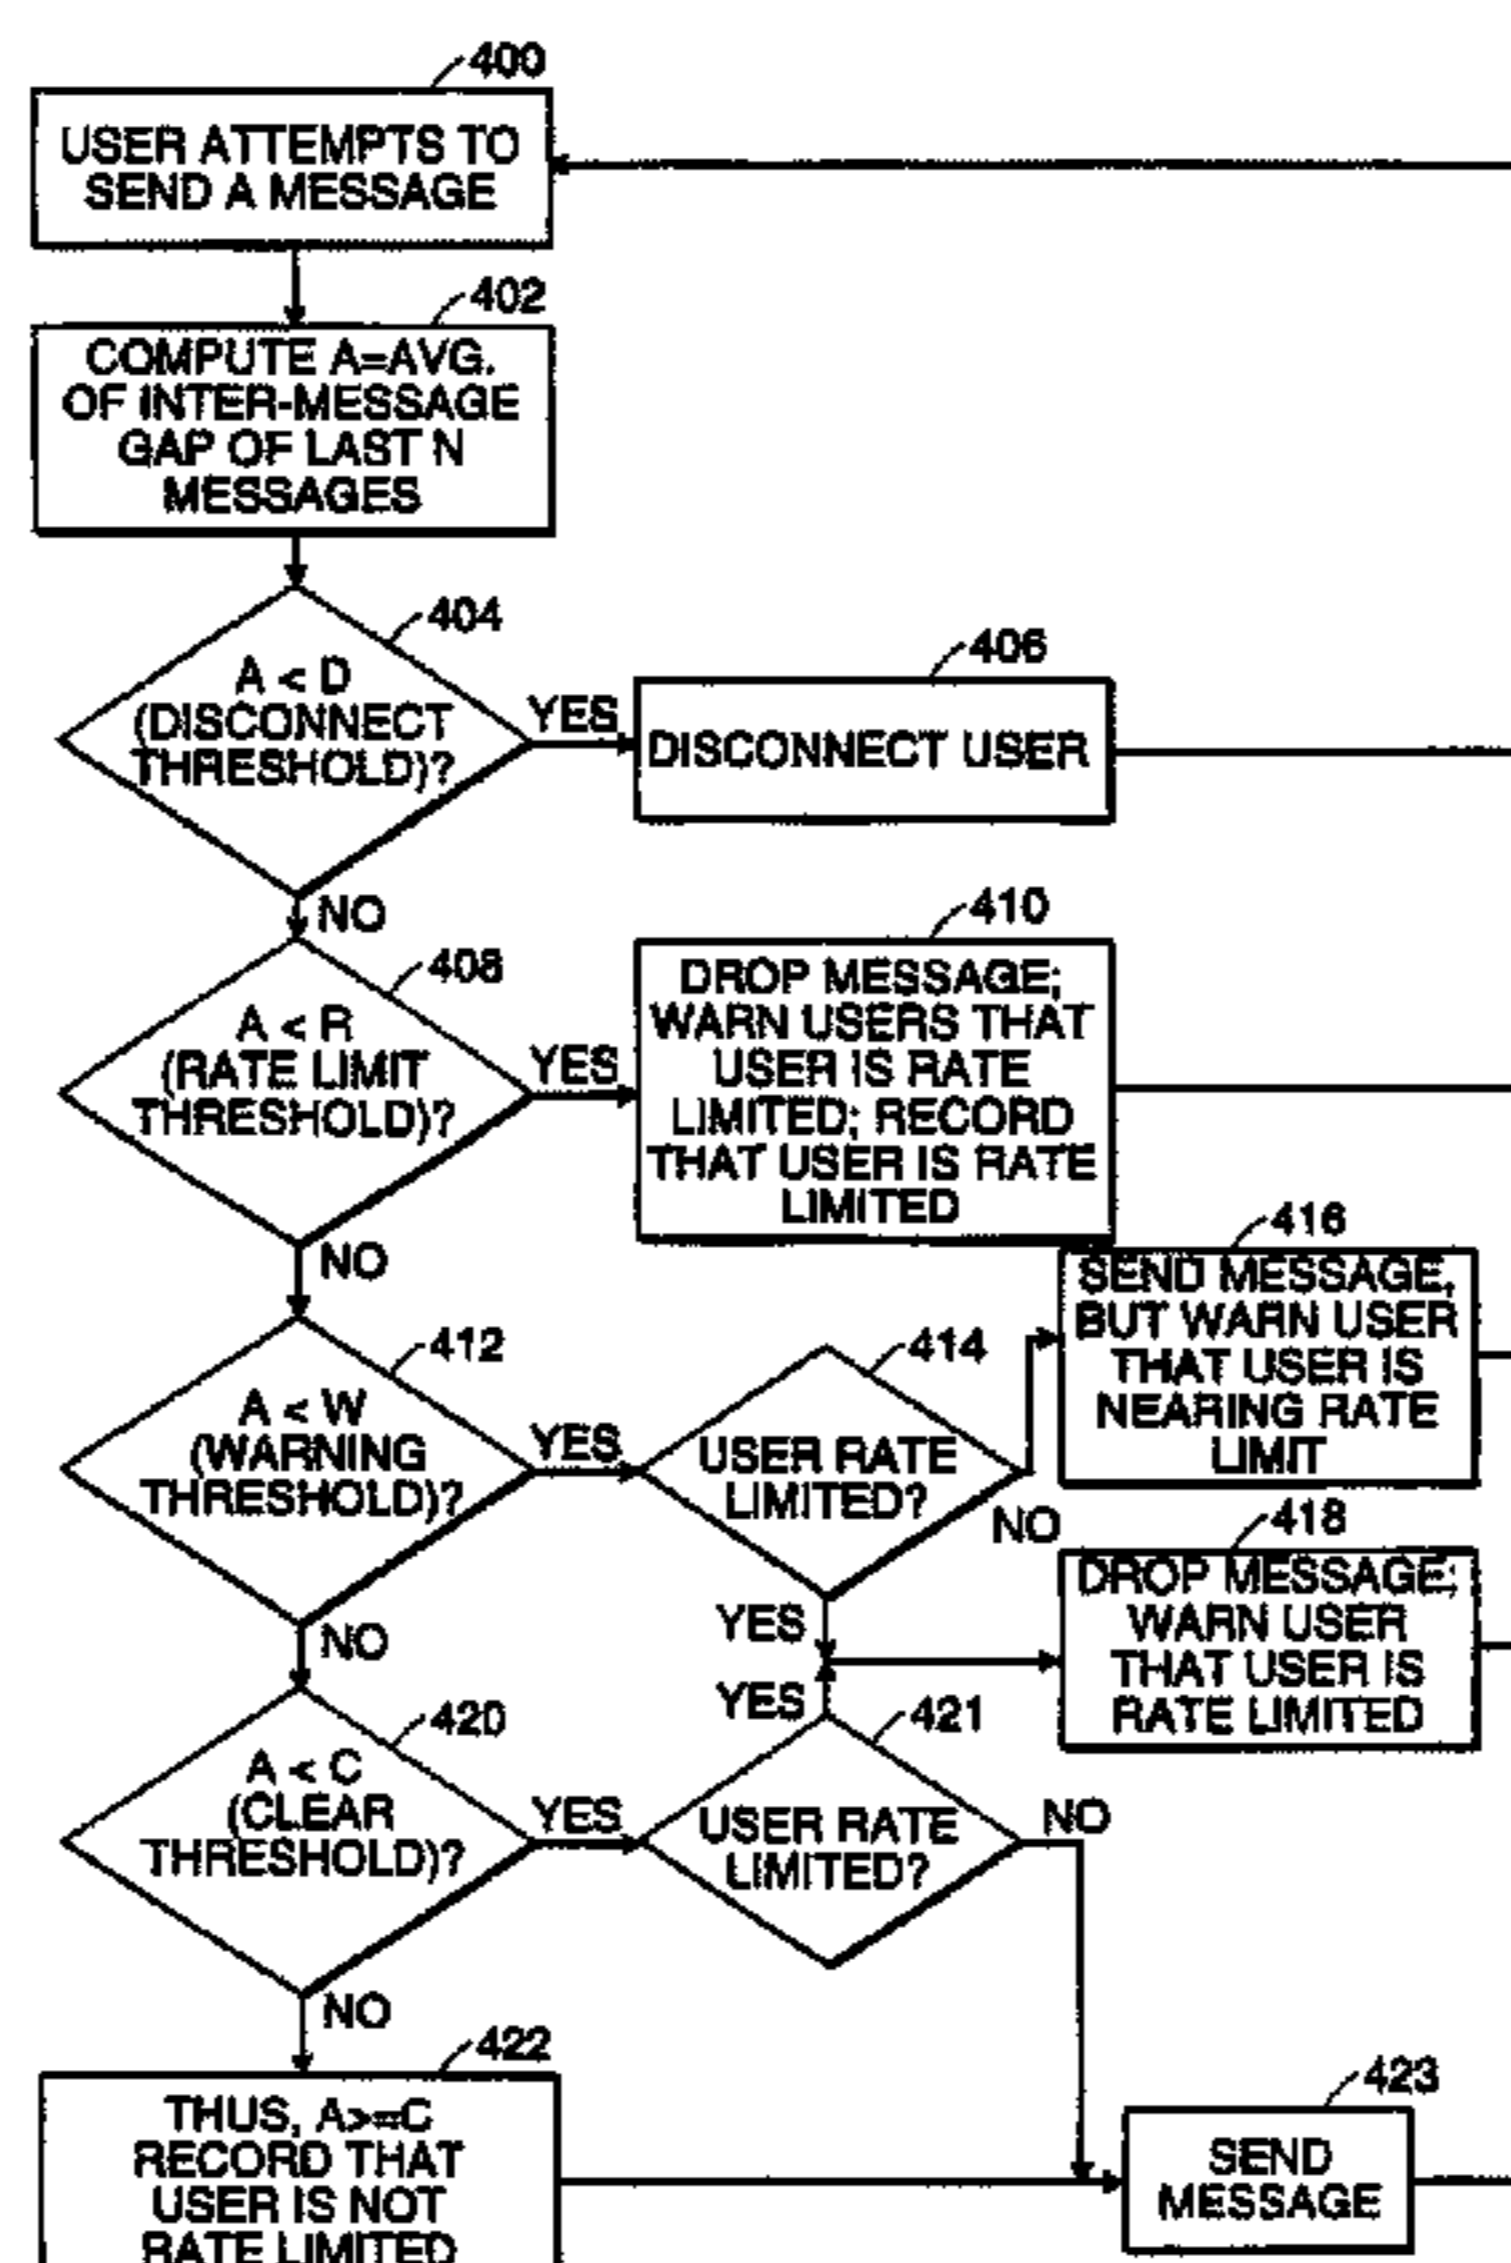 400
USER ATTEMPTS TO
SEND A MESSAGE
402
COMPUTE A=AVG.
OF INTER-MESSAGE
GAP OF LAST N
MESSAGES
404
A < D
(DISCONNECT
THRESHOLD)?
YES
406
DISCONNECT USER
NO
408
A < R
(RATE LIMIT
THRESHOLD)?
YES
410
DROP MESSAGE;
WARN USERS THAT
USER IS RATE
LIMITED; RECORD
THAT USER IS RATE
LIMITED
NO
412
A < W
(WARNING
THRESHOLD)?
YES
414
USER RATE
LIMITED?
NO
416
SEND MESSAGE,
BUT WARN USER
THAT USER IS
NEARING RATE
LIMIT
YES
418
DROP MESSAGE;
WARN USER
THAT USER IS
RATE LIMITED
NO
420
A < C
(CLEAR
THRESHOLD)?
YES
YES
421
USER RATE
LIMITED?
NO
NO
422
THUS, A>=C
RECORD THAT
USER IS NOT
RATE LIMITED
423
SEND
MESSAGE